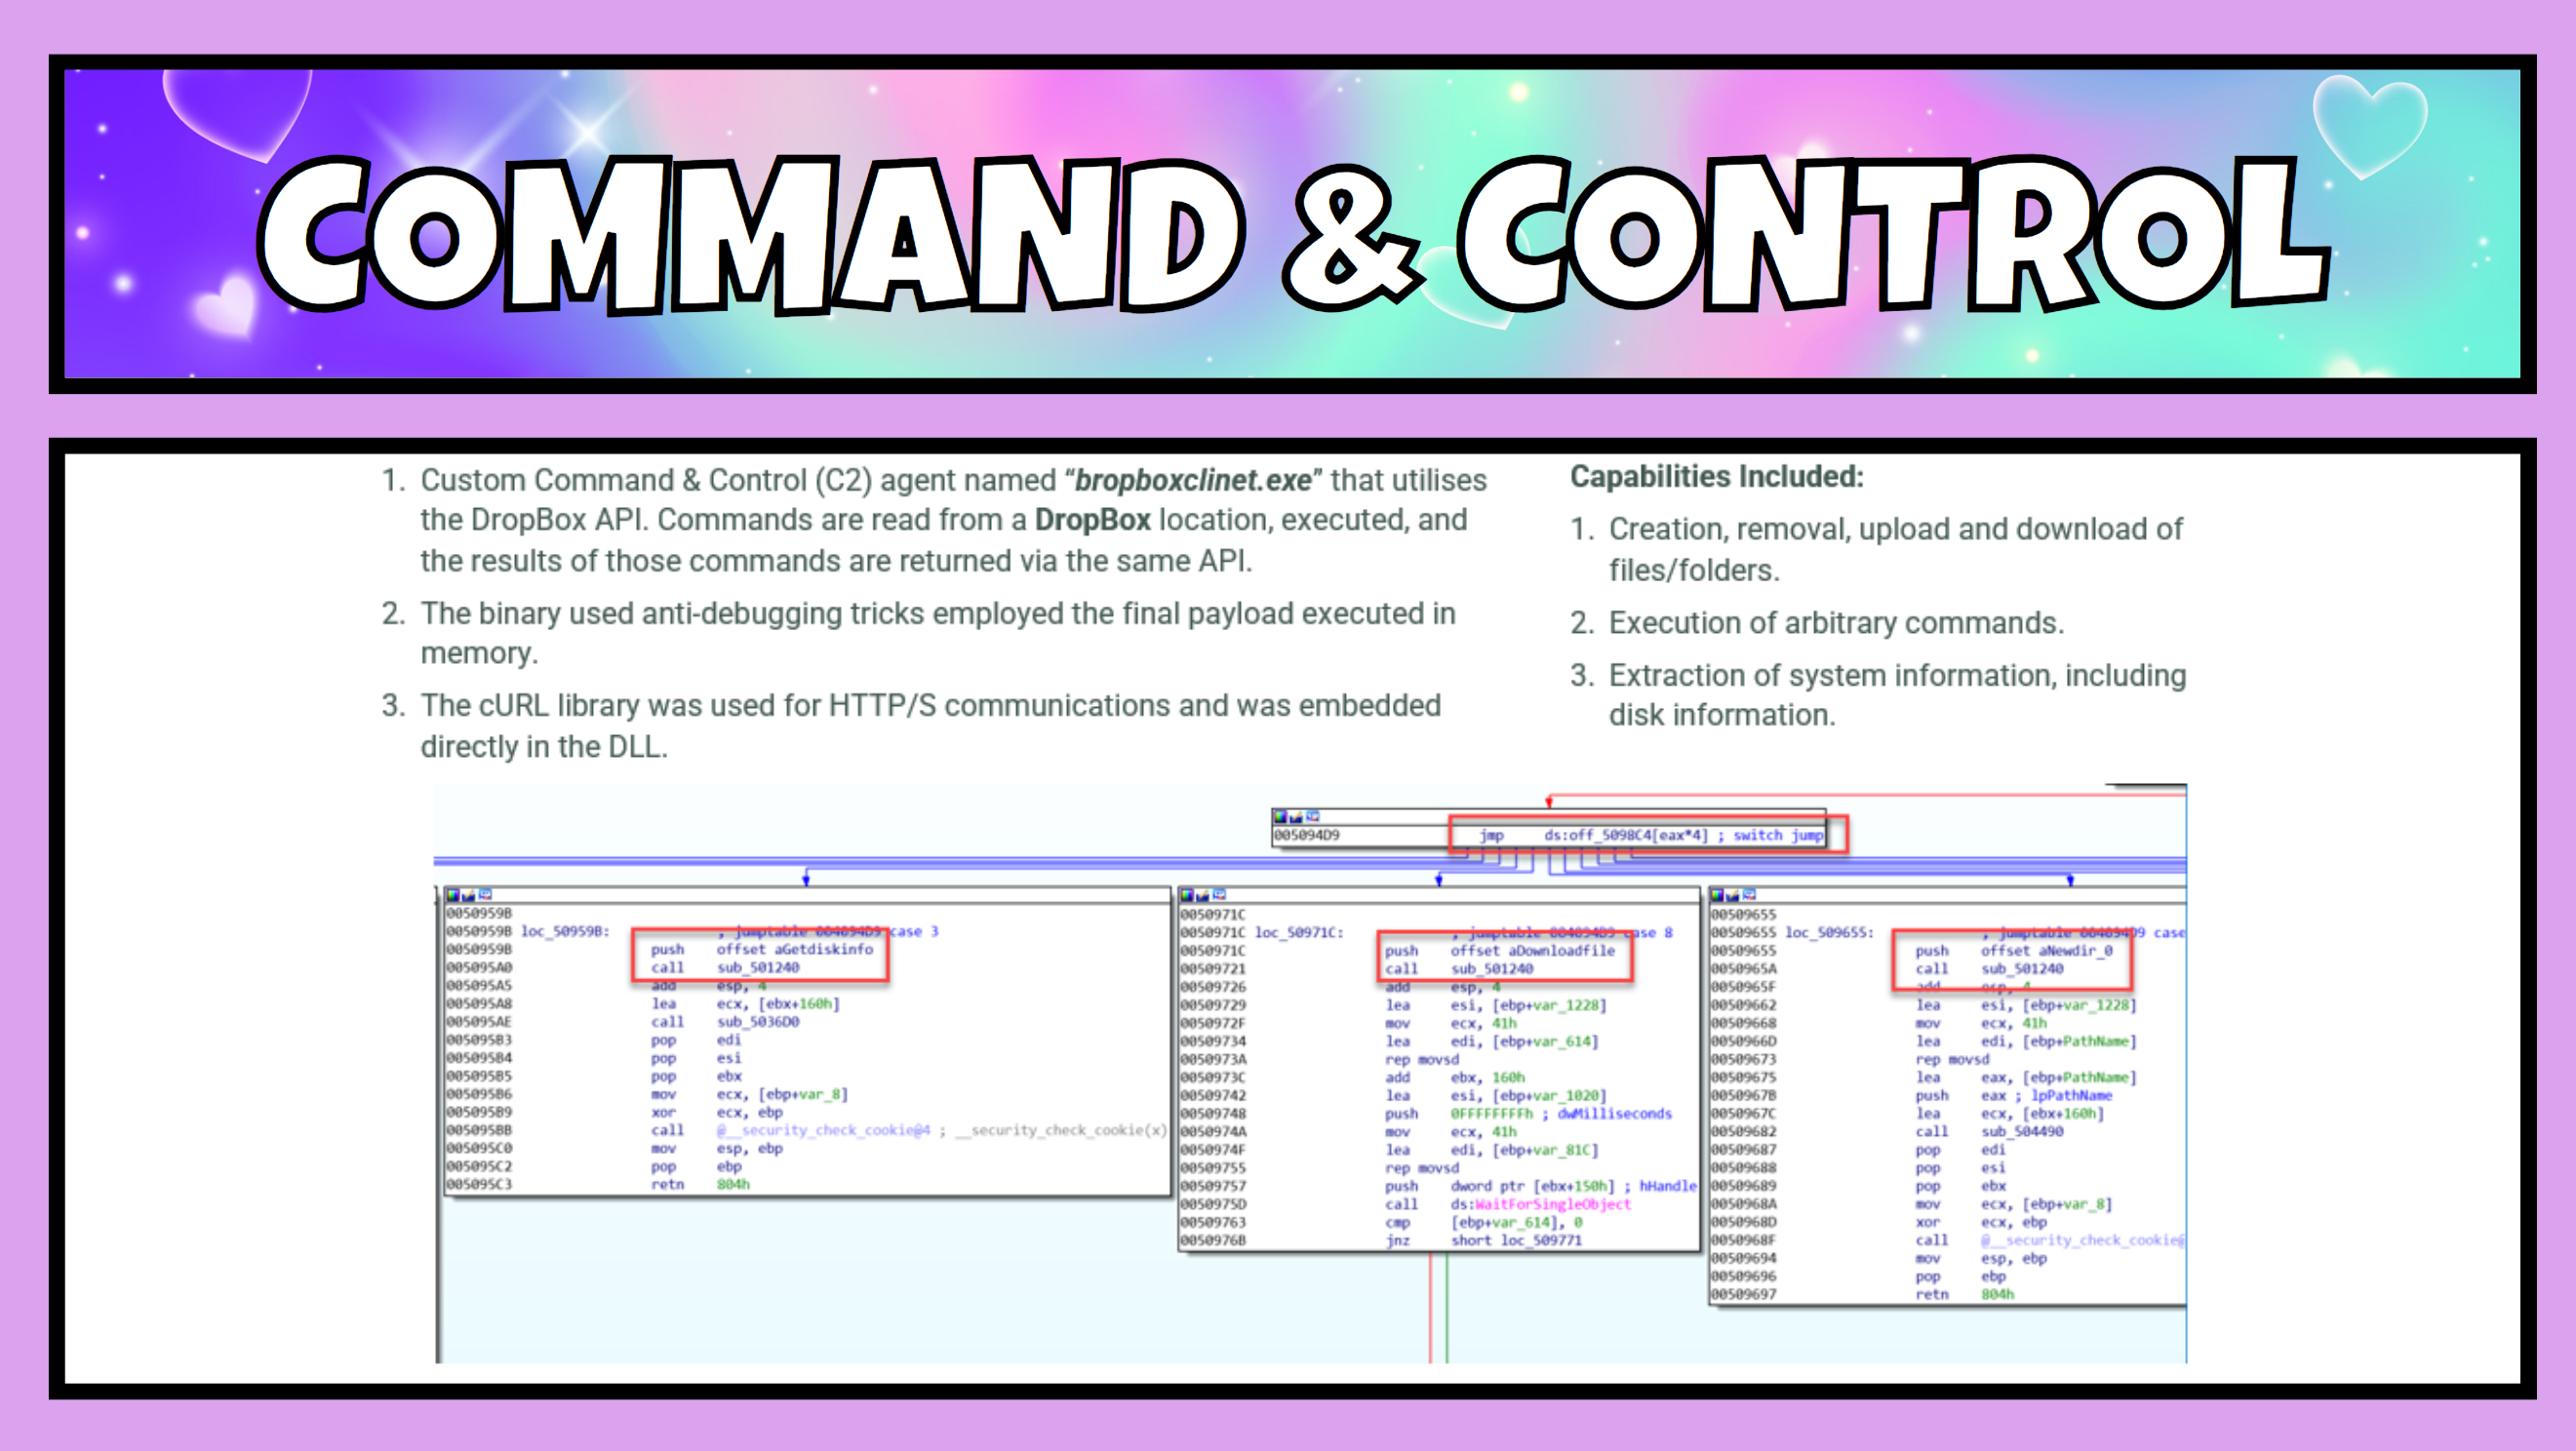 COMMAND & CONTROL
1. Custom Command & Control (C2) agent named “bropboxclinet.exe” that utilises
the DropBox API. Commands are read from a DropBox location, executed, and
the results of those commands are returned via the same API.
2. The binary used anti-debugging tricks employed the final payload executed in
memory.
3. The cURL library was used for HTTP/S communications and was embedded
directly in the DLL.
Capabilities Included:
1. Creation, removal, upload and download of
files/folders.
2. Execution of arbitrary commands.
3. Extraction of system information, including
disk information.
005094D9 jmp ds:off_5098C4[eax*4] ; switch jump
0050959B
0050959B loc_50959B: ; jumptable 004094D9 case 3
0050959B push offset aGetdiskinfo
005095A0 call sub_501240
005095A5 add esp, 4
005095A8 lea ecx, [ebx+160h]
005095AE call sub_5036D0
005095B3 pop edi
005095B4 pop esi
005095B5 pop ebx
005095B6 mov ecx, [ebp+var_8]
005095B9 xor ecx, ebp
005095BB call @__security_check_cookie@4 ; __security_check_cookie(x)
005095C0 mov esp, ebp
005095C2 pop ebp
005095C3 retn 804h
0050971C
0050971C loc_50971C: ; jumptable 004094D9 case 8
0050971C push offset aDownloadfile
00509721 call sub_501240
00509726 add esp, 4
00509729 lea esi, [ebp+var_1228]
0050972F mov ecx, 41h
00509734 lea edi, [ebp+var_614]
0050973A rep movsd
0050973C add ebx, 160h
00509742 lea esi, [ebp+var_1020]
00509748 push 0FFFFFFFFh ; dwMilliseconds
0050974A mov ecx, 41h
0050974F lea edi, [ebp+var_81C]
00509755 rep movsd
00509757 push dword ptr [ebx+150h] ; hHandle
0050975D call ds:WaitForSingleObject
00509763 cmp [ebp+var_614], 0
0050976B jnz short loc_509771
00509655
00509655 loc_509655: ; jumptable 004094D9 case
00509655 push offset aNewdir_0
0050965A call sub_501240
0050965F add esp, 4
00509662 lea esi, [ebp+var_1228]
00509668 mov ecx, 41h
0050966D lea edi, [ebp+PathName]
00509673 rep movsd
00509675 lea eax, [ebp+PathName]
0050967B push eax ; lpPathName
0050967C lea ecx, [ebx+160h]
00509682 call sub_504490
00509687 pop edi
00509688 pop esi
00509689 pop ebx
0050968A mov ecx, [ebp+var_8]
0050968D xor ecx, ebp
0050968F call @__security_check_cookie@
00509694 mov esp, ebp
00509696 pop ebp
00509697 retn 804h